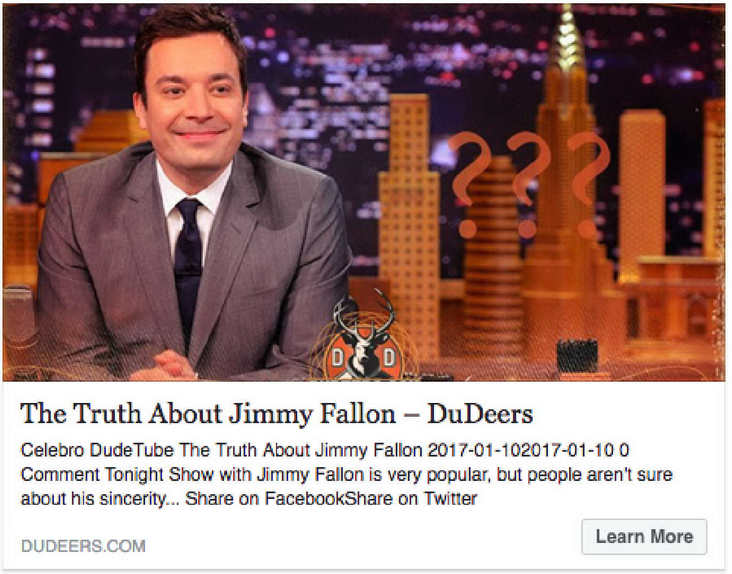 ???
D D
The Truth About Jimmy Fallon – DuDeers
Celebro DudeTube The Truth About Jimmy Fallon 2017-01-102017-01-10 0
Comment Tonight Show with Jimmy Fallon is very popular, but people aren't sure
about his sincerity... Share on FacebookShare on Twitter
DUDEERS.COM
Learn More